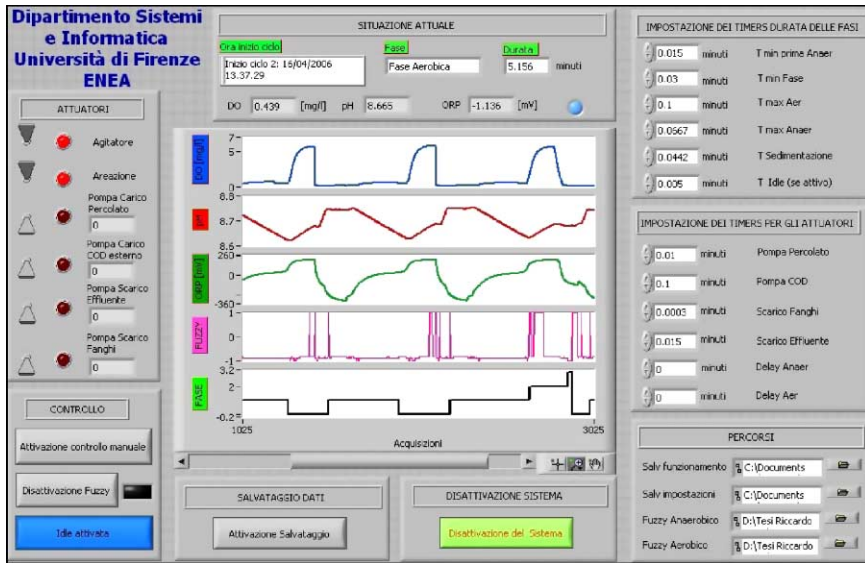 Dipartimento Sistemi
e Informatica
Università di Firenze
ENEA
ATTUATORI
Agitatore
Areazione
Pompa Carico
Percolato
0
Pompa Carico
COD esterno
0
Pompa Scarico
Effluente
0
Pompa Scarico
Fanghi
0
CONTROLLO
Attivazione controllo manuale
Disattivazione Fuzzy
Idle attivata
SITUAZIONE ATTUALE
Ora inizio ciclo
Inizio ciclo 2: 16/04/2006
13.37.29
Fase
Fase Aerobica
Durata
5.156 minuti
DO 0.439 [mg/l] pH 8.665 ORP -1.136 [mV]
DO [mg/l]
7
5
0
pH
8.8
8.7
8.6
ORP [mV]
260
0
-360
FUZZY
1
0
-1
FASE
3.2
2
-0.2
1025 3025
Acquisizioni
SALVATAGGIO DATI
Attivazione Salvataggio
DISATTIVAZIONE SISTEMA
Disattivazione del Sistema
IMPOSTAZIONE DEI TIMERS DURATA DELLE FASI
0.015 minuti T min prime Anaer
0.03 minuti T min Fase
0.1 minuti T max Aer
0.0667 minuti T max Anaer
0.0442 minuti T Sedimentazione
0.005 minuti T Idle (se attivo)
IMPOSTAZIONE DEI TIMERS PER GLI ATTUATORI
0.01 minuti Pompa Percolato
0.1 minuti Pompa COD
0.0003 minuti Scarico Fanghi
0.015 minuti Scarico Effluente
0 minuti Delay Anaer
0 minuti Delay Aer
PERCORSI
Salv funzionamento C:\Documents
Salv impostazioni C:\Documents
Fuzzy Anaerobico D:\Tesi Riccardo
Fuzzy Aerobico D:\Tesi Riccardo